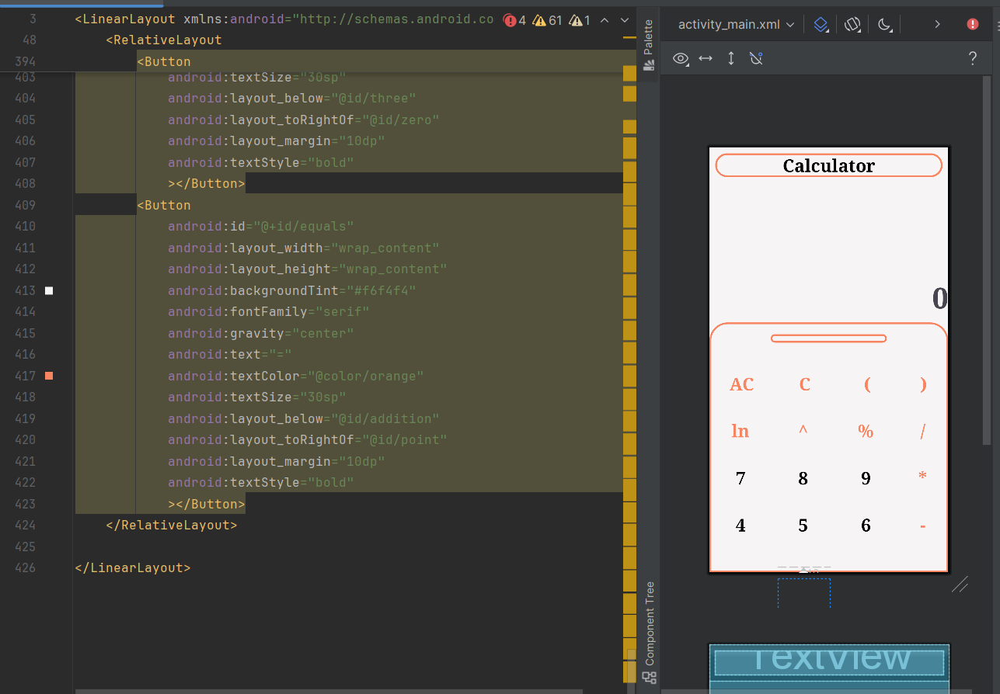 3 <LinearLayout xmlns:android="http://schemas.android.co 4 61 1
48 <RelativeLayout
394 <Button
403 android:textSize="30sp"
404 android:layout_below="@id/three"
405 android:layout_toRightOf="@id/zero"
406 android:layout_margin="10dp"
407 android:textStyle="bold"
408 ></Button>
409 <Button
410 android:id="@+id/equals"
411 android:layout_width="wrap_content"
412 android:layout_height="wrap_content"
413 android:backgroundTint="#f6f4f4"
414 android:fontFamily="serif"
415 android:gravity="center"
416 android:text="="
417 android:textColor="@color/orange"
418 android:textSize="30sp"
419 android:layout_below="@id/addition"
420 android:layout_toRightOf="@id/point"
421 android:layout_margin="10dp"
422 android:textStyle="bold"
423 ></Button>
424 </RelativeLayout>
425
426 </LinearLayout>
Palette
Component Tree
activity_main.xml
?
Calculator
0
AC C ( )
ln ^ % /
7 8 9 *
4 5 6 -
TextView